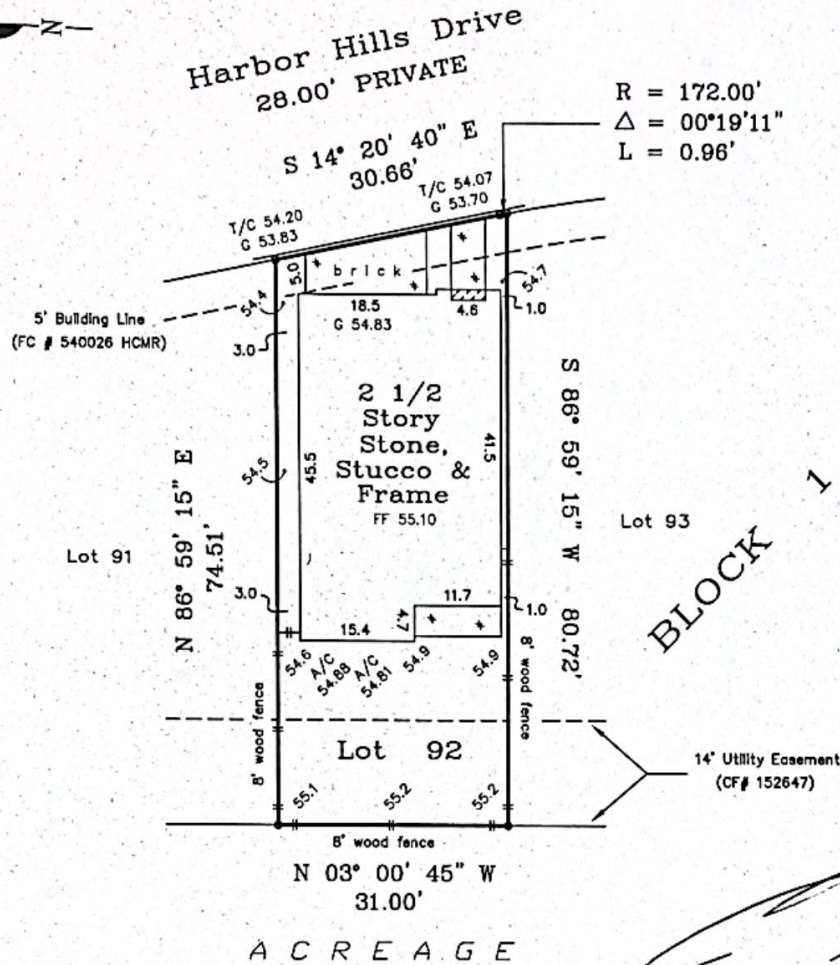 N
Harbor Hills Drive
28.00' PRIVATE
R = 172.00'
Δ = 00°19'11"
L = 0.96'
S 14° 20' 40" E
30.66'
T/C 54.20
G 53.83
T/C 54.07
G 53.70
5.0
brick
54.7
54.4
18.5
G 54.83
4.6
1.0
5' Building Line
(FC # 540026 HCMR)
3.0
2 1/2
Story
Stone,
Stucco &
Frame
FF 55.10
45.5
41.5
54.5
N 86° 59' 15" E
74.51'
S 86° 59' 15" W 80.72'
Lot 91
Lot 93
BLOCK 1
3.0
11.7
1.0
15.4
4.7
54.6
A/C
54.88
A/C
54.81
54.9
54.9
8' wood fence
8' wood fence
Lot 92
14' Utility Easement
(CF# 152647)
55.1
55.2
55.2
8' wood fence
N 03° 00' 45" W
31.00'
ACREAGE